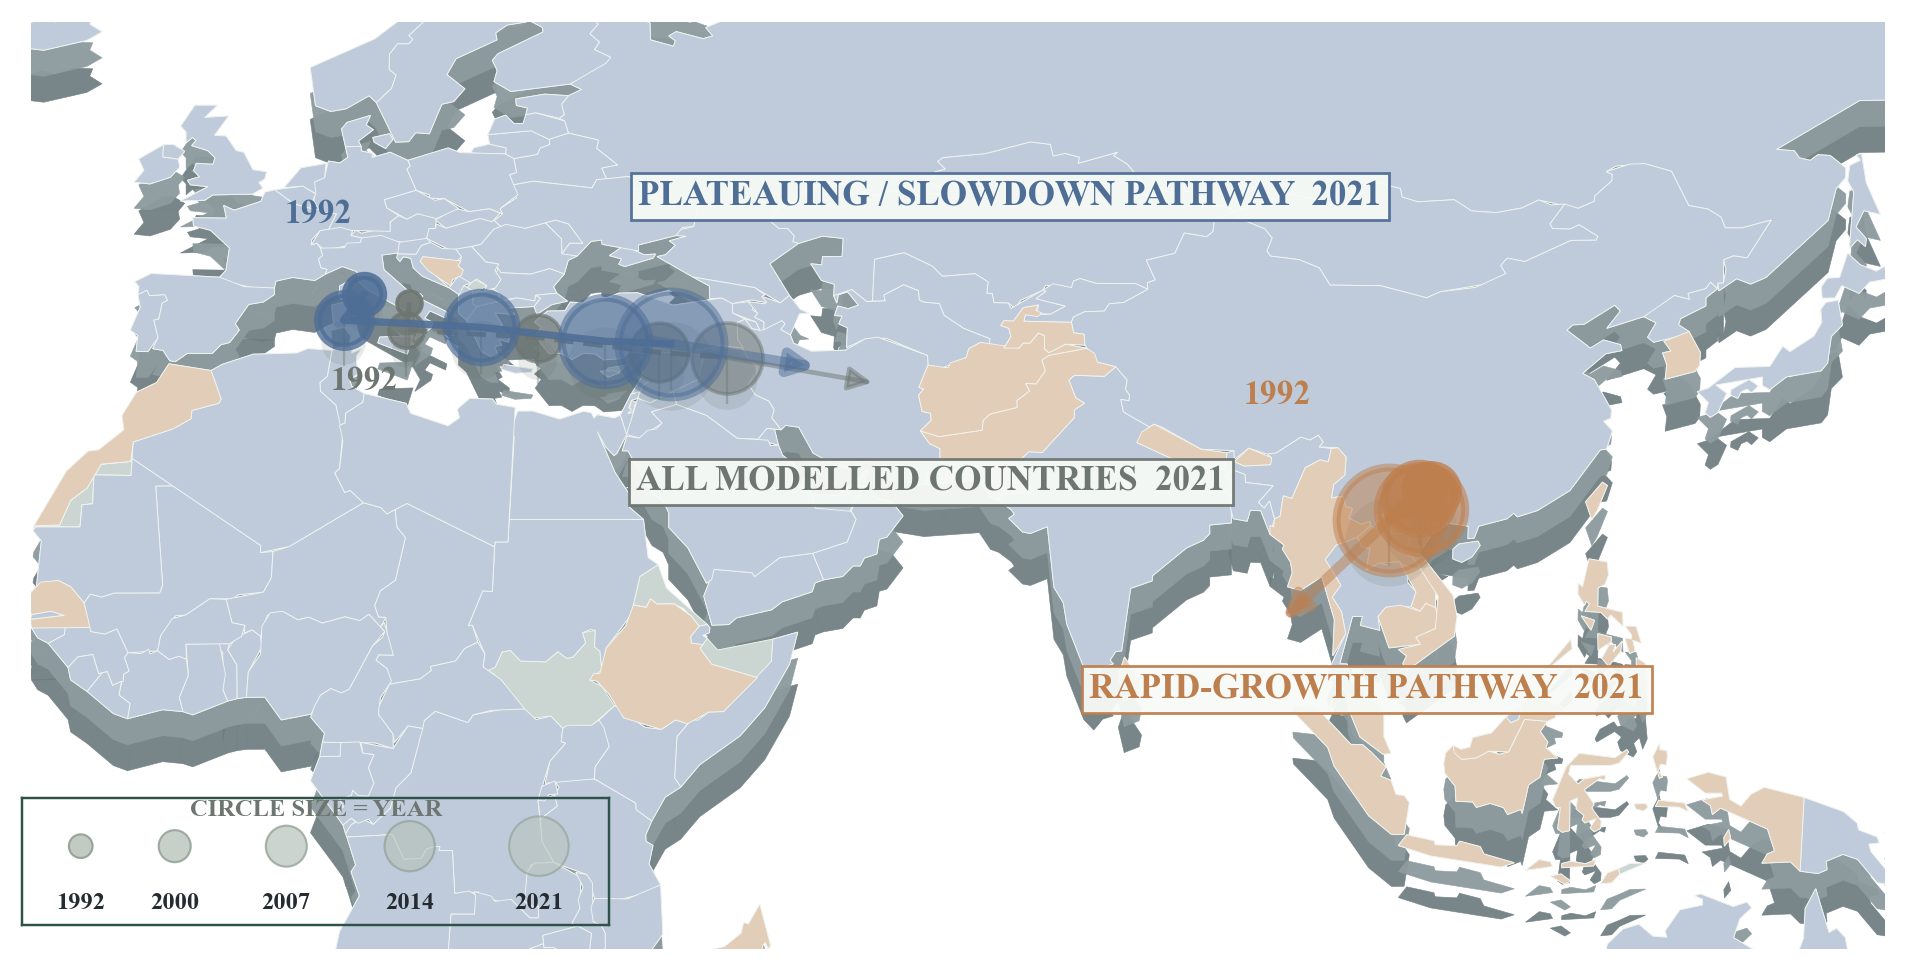 PLATEAUING / SLOWDOWN PATHWAY 2021
1992
1992
1992
ALL MODELLED COUNTRIES 2021
RAPID-GROWTH PATHWAY 2021
CIRCLE SIZE = YEAR
1992 2000 2007 2014 2021